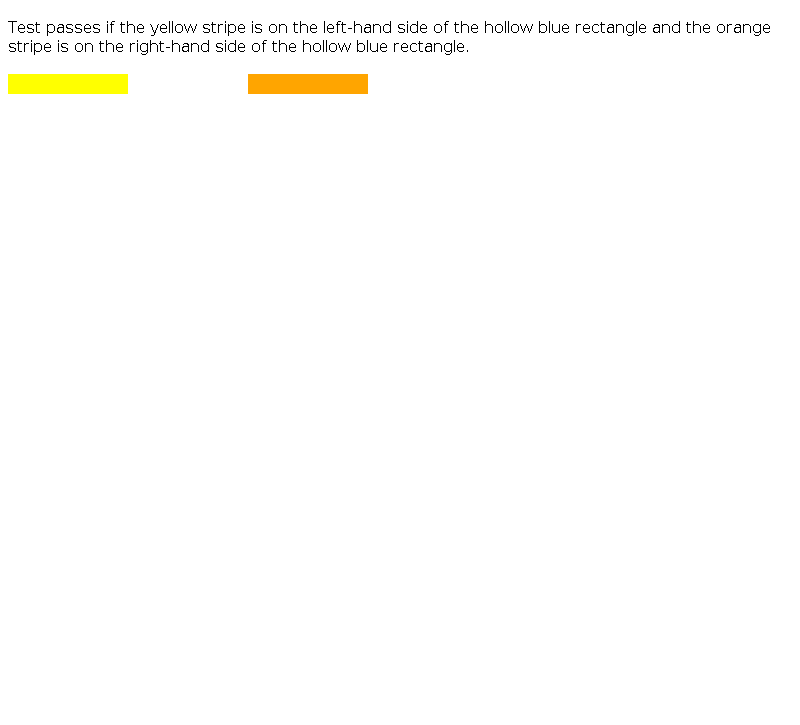 Test passes if the yellow stripe is on the left-hand side of the hollow blue rectangle and the orange
stripe is on the right-hand side of the hollow blue rectangle.